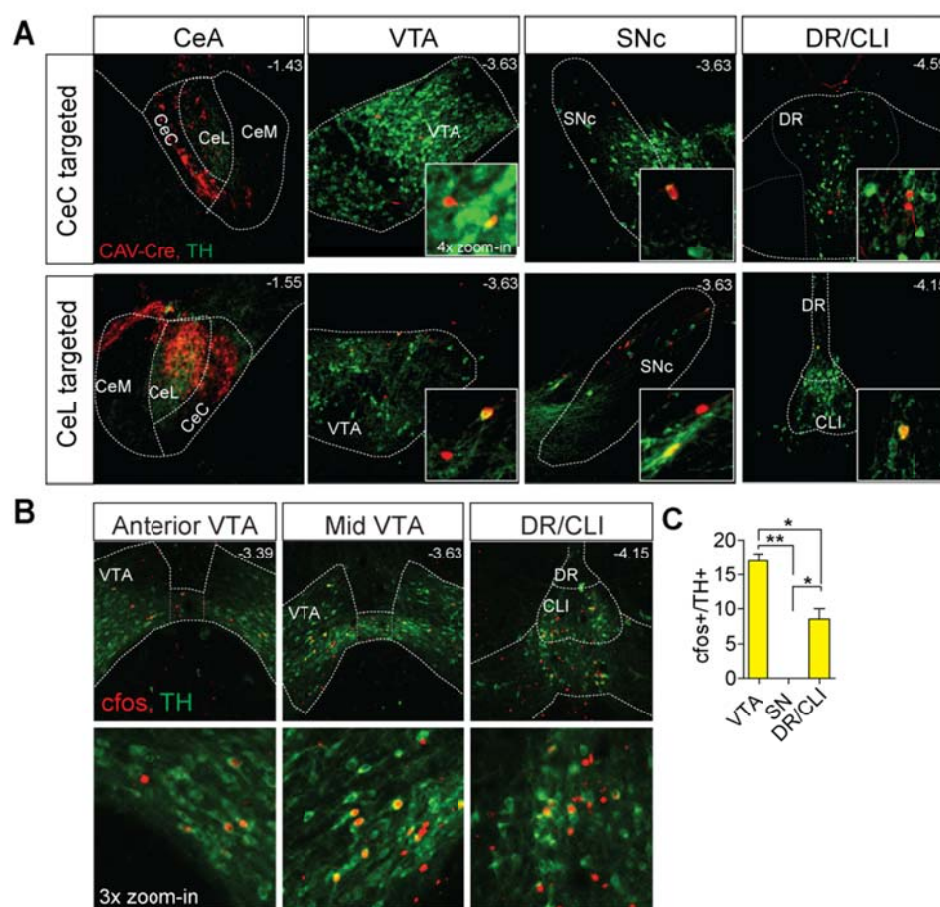 A
CeA
VTA
SNc
DR/CLI
CeC targeted
-1.43
CeC
CeL
CeM
CAV-Cre, TH
-3.63
VTA
4x zoom-in
-3.63
SNc
-4.59
DR
CeL targeted
-1.55
CeM
CeL
CeC
-3.63
VTA
-3.63
SNc
-4.15
DR
CLI
B
Anterior VTA
Mid VTA
DR/CLI
-3.39
VTA
cfos, TH
-3.63
VTA
-4.15
DR
CLI
3x zoom-in
C
cfos+/TH+
20
15
10
5
0
*
**
*
VTA
SN
DR/CLI